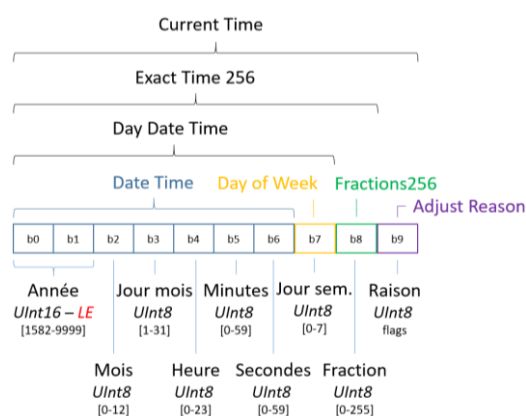 Current Time
Exact Time 256
Day Date Time
Date Time Day of Week Fractions256
Adjust Reason
b0 b1 b2 b3 b4 b5 b6 b7 b8 b9
Année Jour mois Minutes Jour sem. Raison
UInt16 – LE UInt8 UInt8 UInt8 UInt8
[1582-9999] [1-31] [0-59] [0-7] flags
Mois Heure Secondes Fraction
UInt8 UInt8 UInt8 UInt8
[0-12] [0-23] [0-59] [0-255]